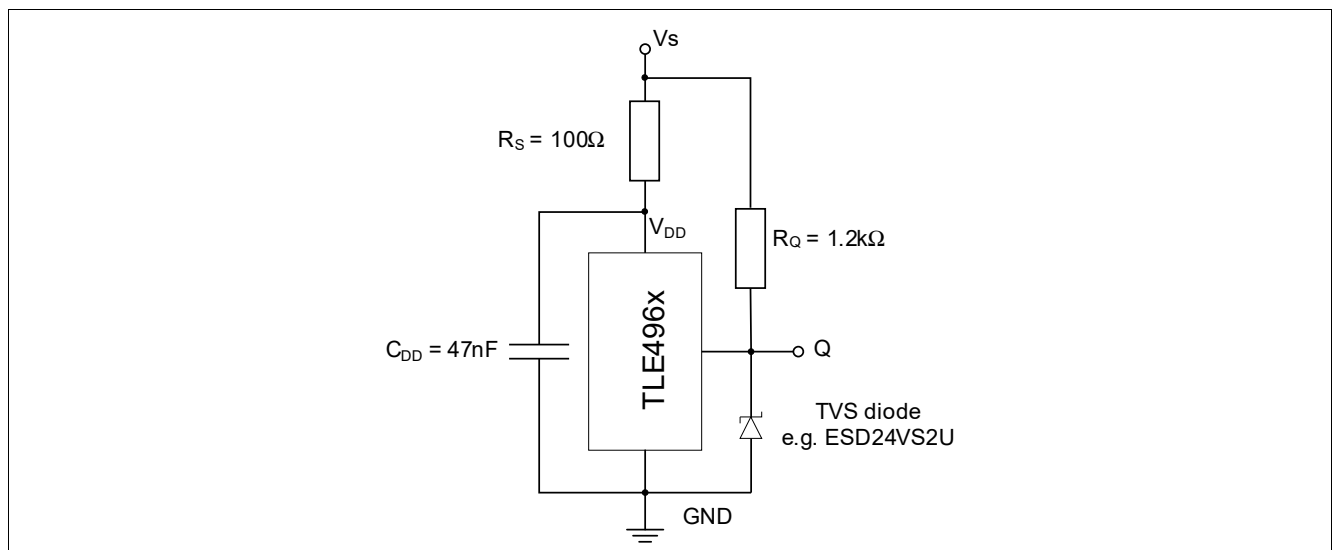 Vs
R_S = 100Ω
V_DD
R_Q = 1.2kΩ
TLE496x
C_DD = 47nF
Q
TVS diode
e.g. ESD24VS2U
GND